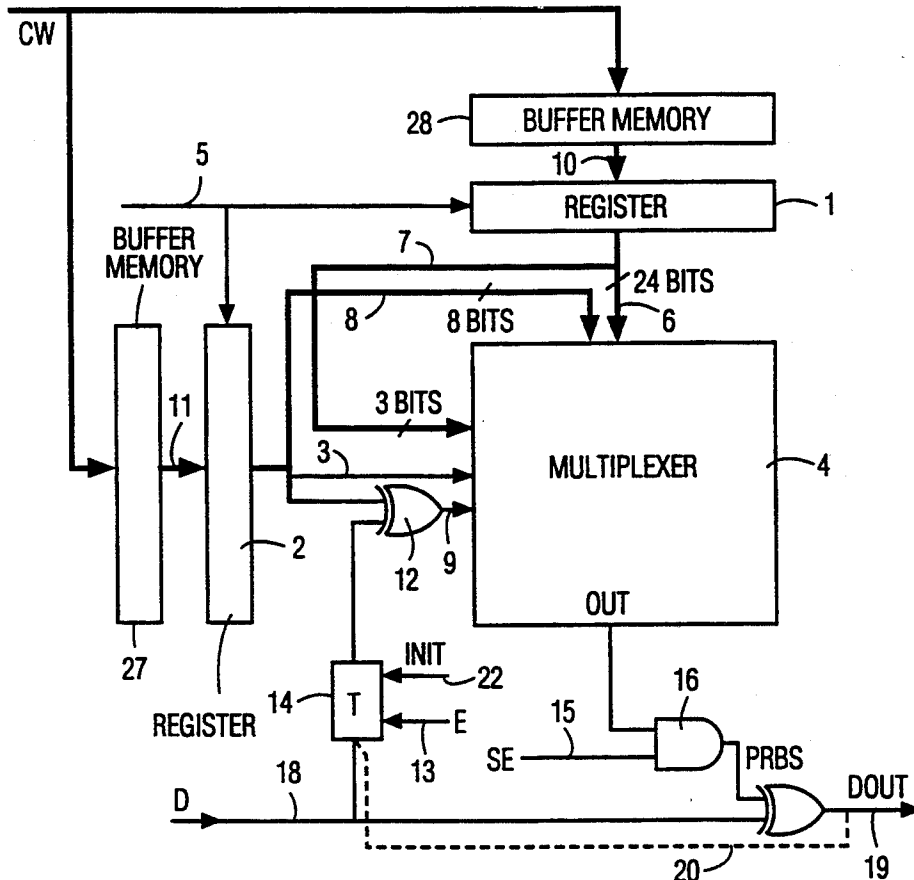 CW
28
BUFFER MEMORY
10
5
REGISTER
1
BUFFER
MEMORY
7
24 BITS
8
8 BITS
6
11
3 BITS
3
MULTIPLEXER
4
2
12
9
OUT
27
INIT
14
T
22
16
REGISTER
E
13
15
SE
PRBS
D
18
DOUT
20
19